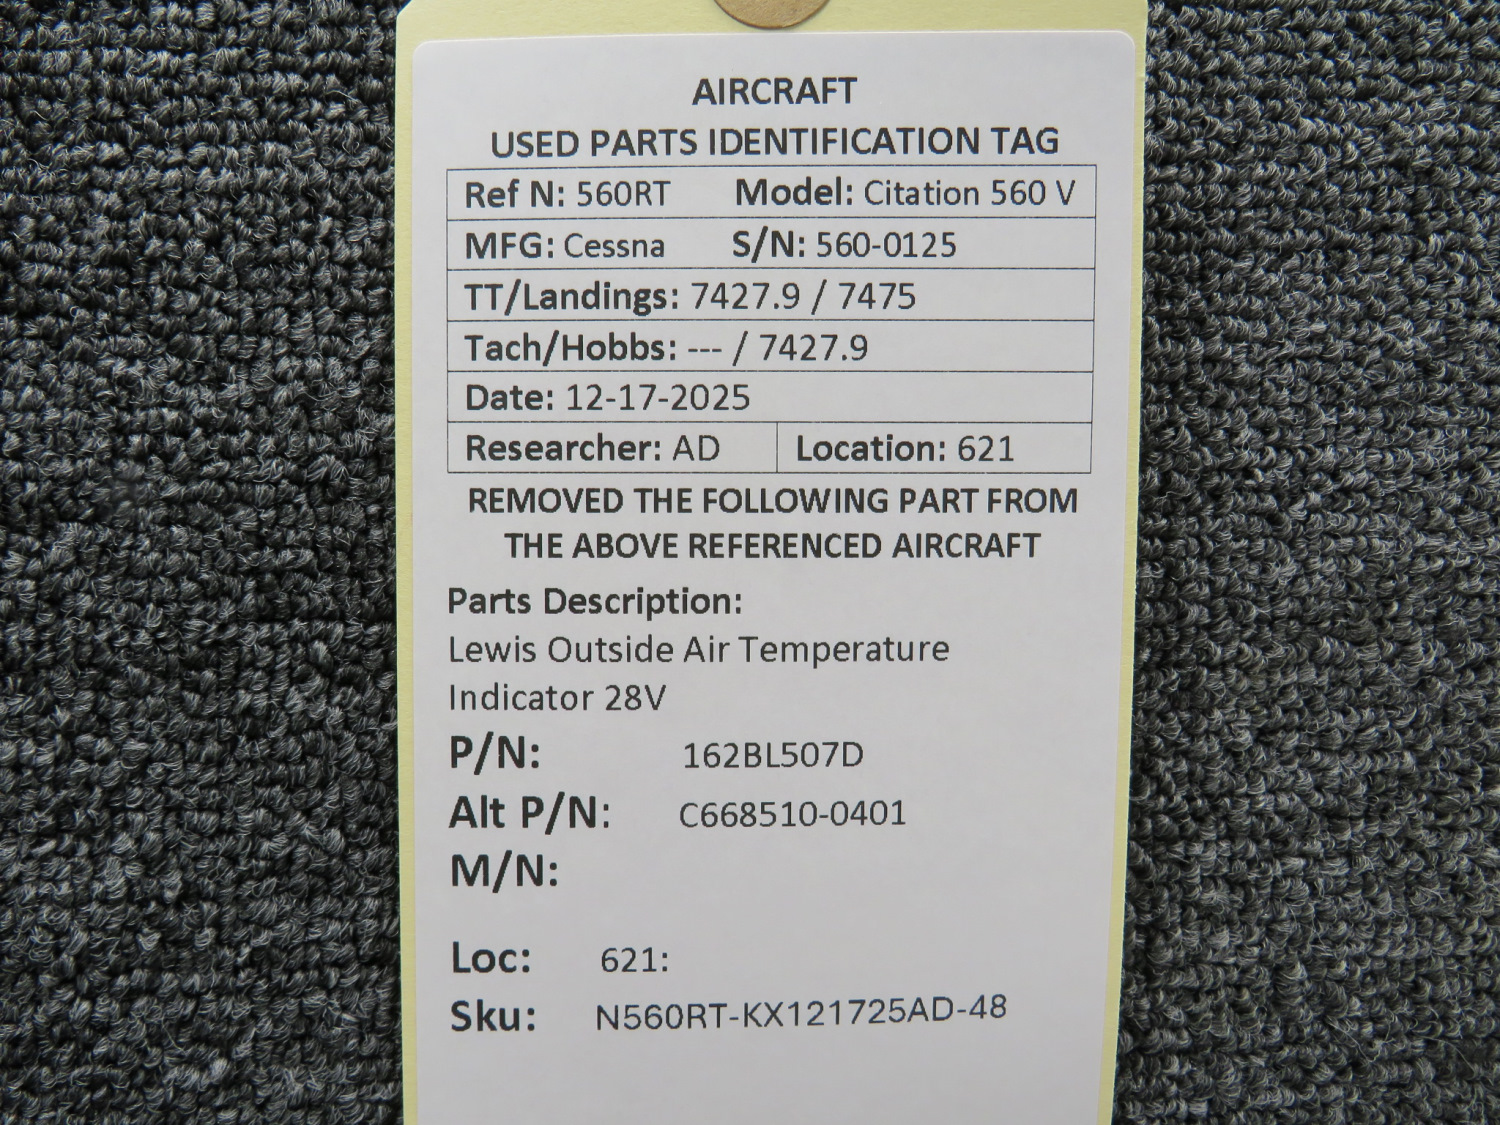 AIRCRAFT
USED PARTS IDENTIFICATION TAG
Ref N: 560RT Model: Citation 560 V
MFG: Cessna S/N: 560-0125
TT/Landings: 7427.9 / 7475
Tach/Hobbs: --- / 7427.9
Date: 12-17-2025
Researcher: AD Location: 621
REMOVED THE FOLLOWING PART FROM
THE ABOVE REFERENCED AIRCRAFT
Parts Description:
Lewis Outside Air Temperature
Indicator 28V
P/N: 162BL507D
Alt P/N: C668510-0401
M/N:
Loc: 621:
Sku: N560RT-KX121725AD-48